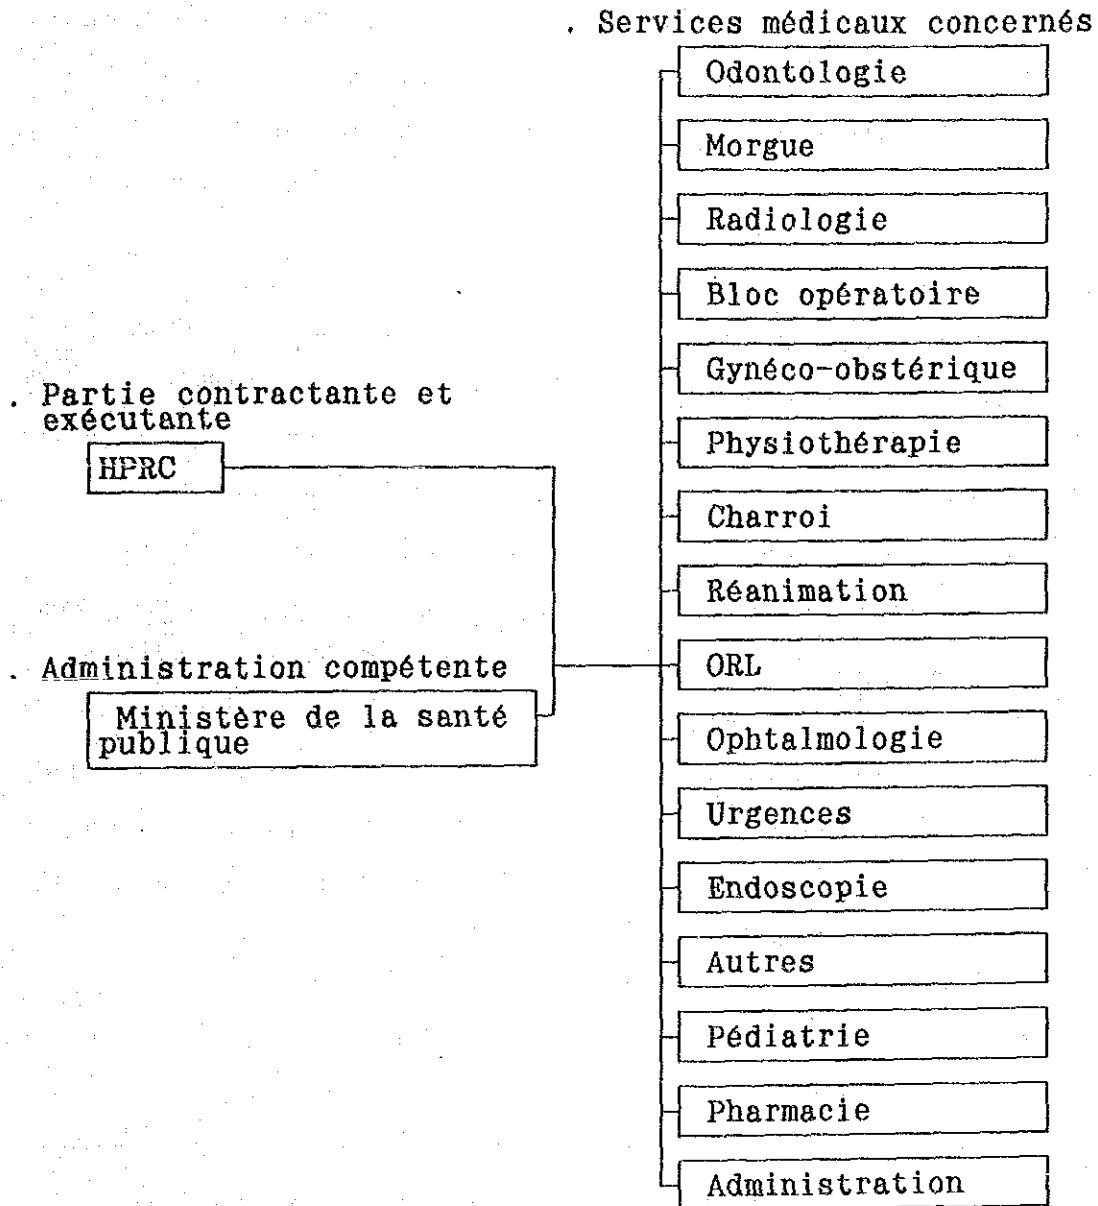 . Services médicaux concernés
Odontologie
Morgue
Radiologie
Bloc opératoire
Gynéco-obstérique
. Partie contractante et
exécutante
HPRC
Physiothérapie
Charroi
Réanimation
. Administration compétente
Ministère de la santé
publique
ORL
Ophtalmologie
Urgences
Endoscopie
Autres
Pédiatrie
Pharmacie
Administration